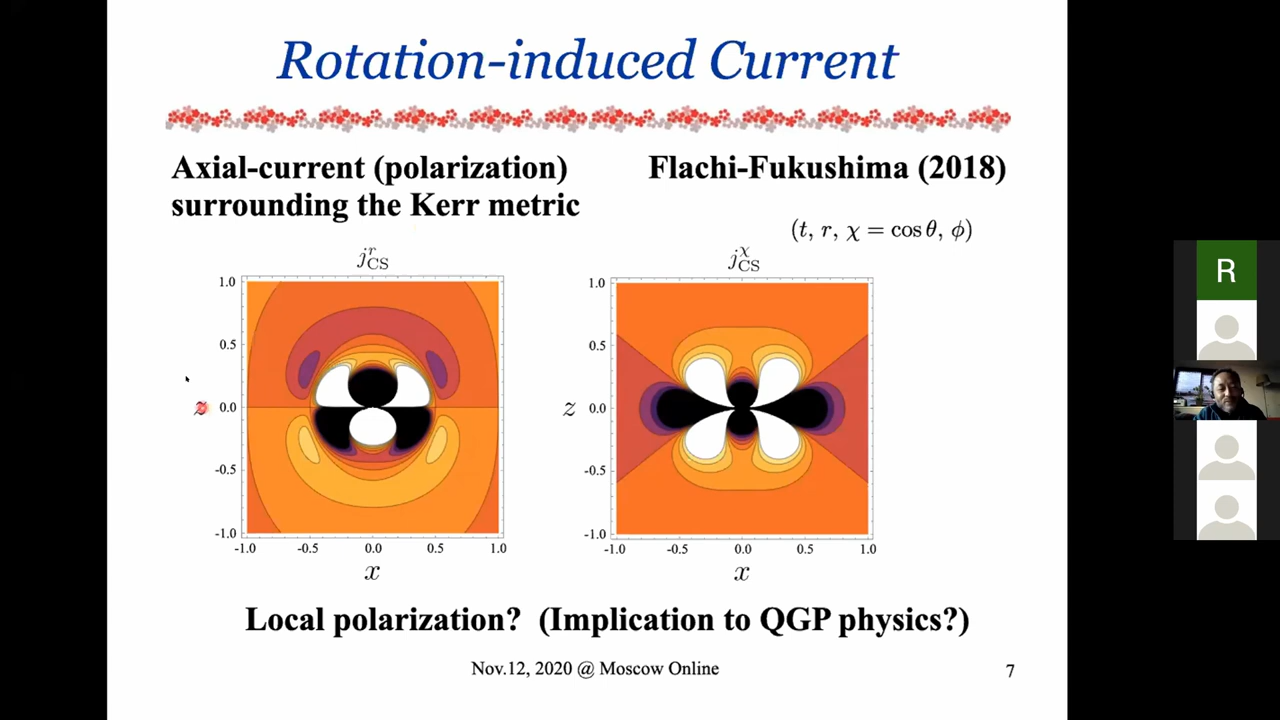 Rotation-induced Current
Axial-current (polarization)
surrounding the Kerr metric
Flachi-Fukushima (2018)
(t, r, χ = cos θ, ϕ)
j^r_CS
1.0
0.5
z 0.0
-0.5
-1.0
-1.0 -0.5 0.0 0.5 1.0
x
j^χ_CS
1.0
0.5
z 0.0
-0.5
-1.0
-1.0 -0.5 0.0 0.5 1.0
x
Local polarization? (Implication to QGP physics?)
Nov.12, 2020 @ Moscow Online
7
R